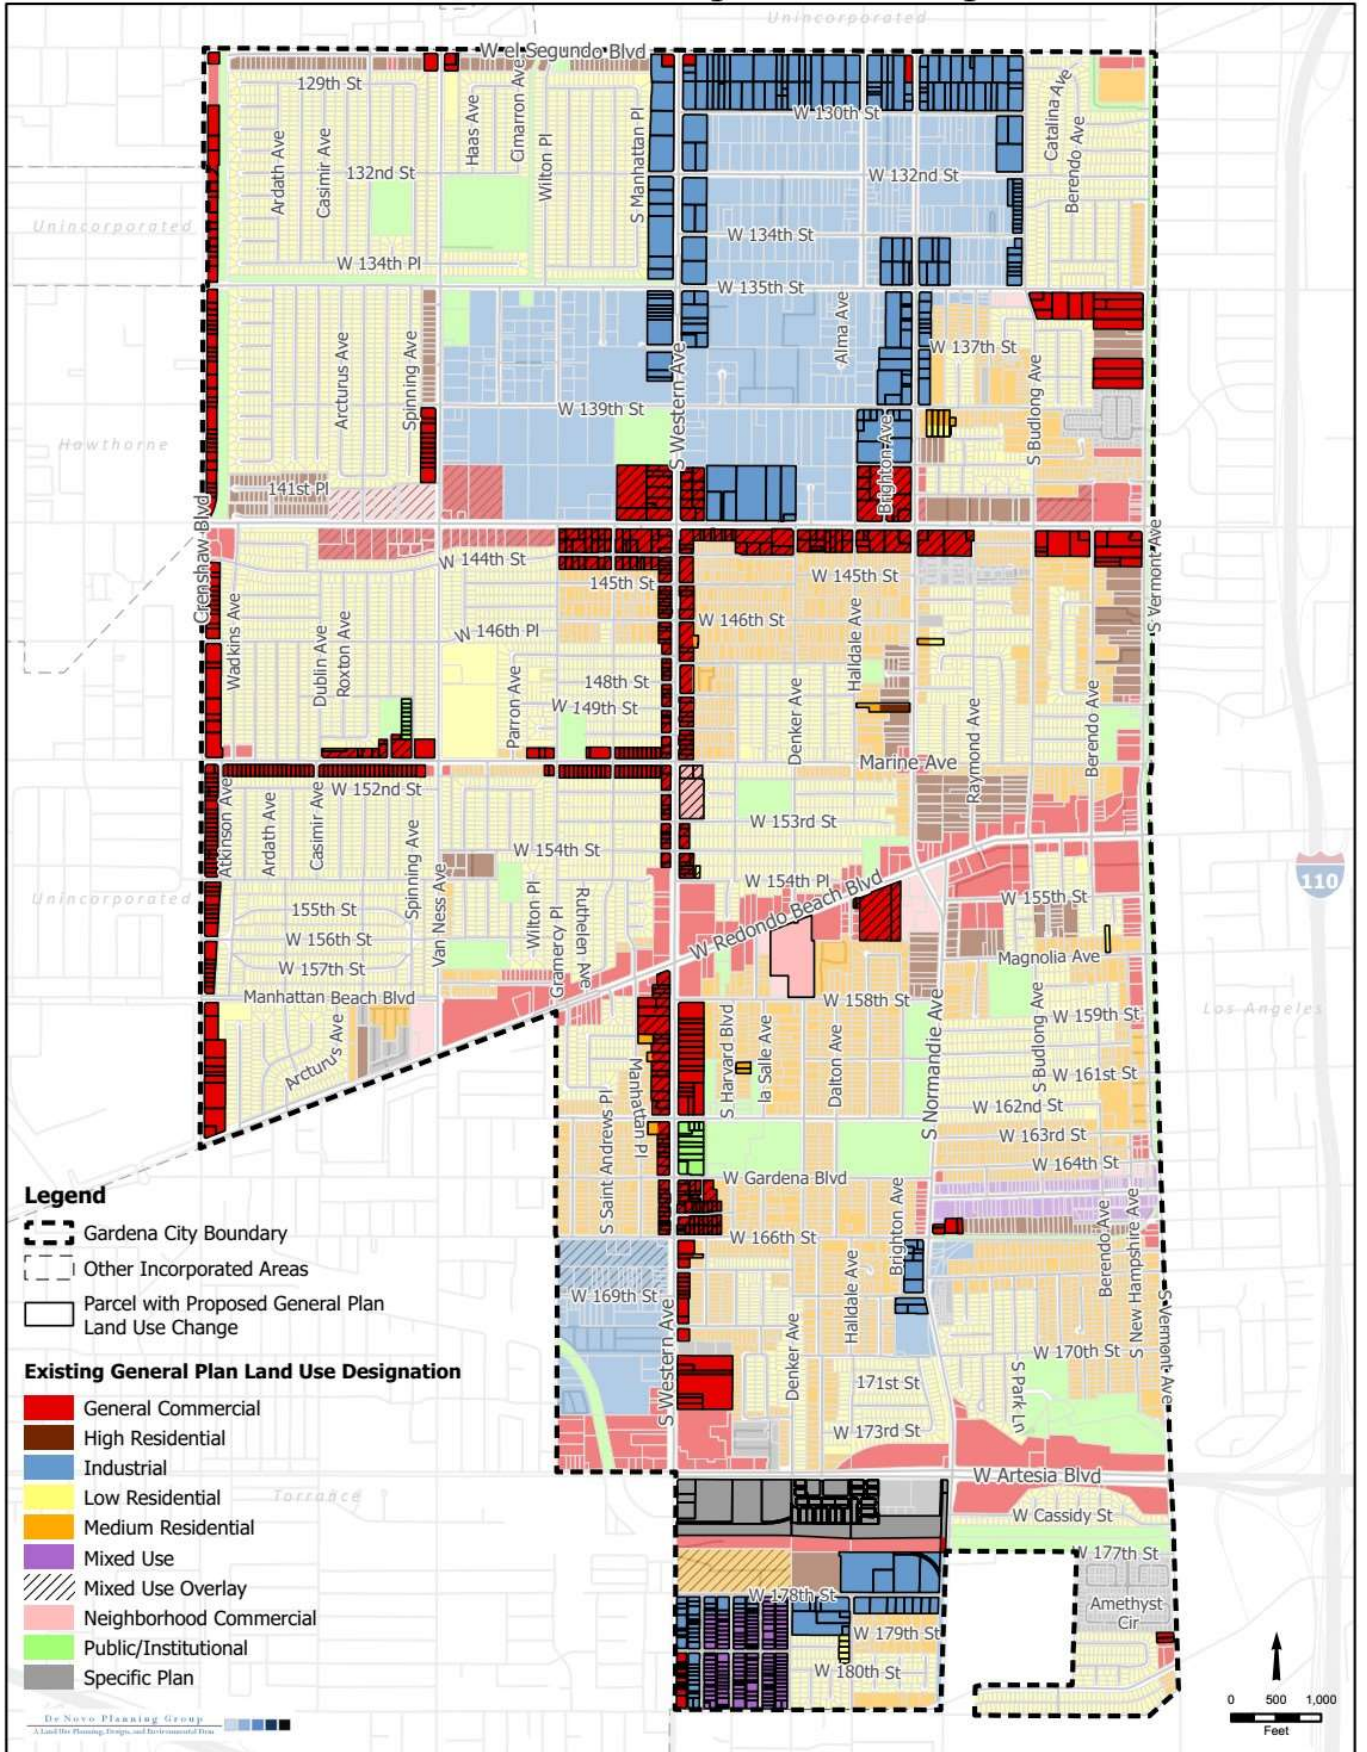 Unincorporated
W el Segundo Blvd
129th St
Ardath Ave
Casimir Ave
Haas Ave
Cimarron Ave
Wilton Pl
S Manhattan Pl
W 130th St
Catalina Ave
Berendo Ave
132nd St
W 132nd St
Unincorporated
W 134th St
W 134th Pl
W 135th St
Arcturus Ave
Spinning Ave
S Western Ave
Alma Ave
W 137th St
S Budlong Ave
W 139th St
Hawthorne
Brighton Ave
141st Pl
Crenshaw Blvd
W 144th St
145th St
W 145th St
S Vermont Ave
Wadkins Ave
Dublin Ave
Roxton Ave
W 146th Pl
W 146th St
Halldale Ave
148th St
W 149th St
Parron Ave
Denker Ave
Raymond Ave
Berendo Ave
Marine Ave
W 152nd St
Atkinson Ave
Ardath Ave
Casimir Ave
Spinning Ave
Van Ness Ave
W 153rd St
W 154th St
W 154th Pl
W Redondo Beach Blvd
110
Unincorporated
155th St
W 155th St
W 156th St
W 157th St
Wilton Pl
Gramercy Pl
Ruthelen Ave
Magnolia Ave
Manhattan Beach Blvd
W 158th St
W 159th St
Los Angeles
Arcturus Ave
S Harvard Blvd
la Salle Ave
Dalton Ave
S Normandie Ave
S Budlong Ave
W 161st St
W 162nd St
W 163rd St
W 164th St
S Saint Andrews Pl
Manhattan Pl
W Gardena Blvd
W 166th St
Brighton Ave
Berendo Ave
S New Hampshire Ave
S Vermont Ave
W 169th St
S Western Ave
Denker Ave
Halldale Ave
W 170th St
171st St
S Park Ln
W 173rd St
W Artesia Blvd
Torrance
W Cassidy St
W 177th St
W 178th St
Amethyst
Cir
W 179th St
W 180th St
Legend
Gardena City Boundary
Other Incorporated Areas
Parcel with Proposed General Plan
Land Use Change
Existing General Plan Land Use Designation
General Commercial
High Residential
Industrial
Low Residential
Medium Residential
Mixed Use
Mixed Use Overlay
Neighborhood Commercial
Public/Institutional
Specific Plan
De Novo Planning Group
A Land Use Planning, Design, and Environmental Firm
0 500 1,000
Feet